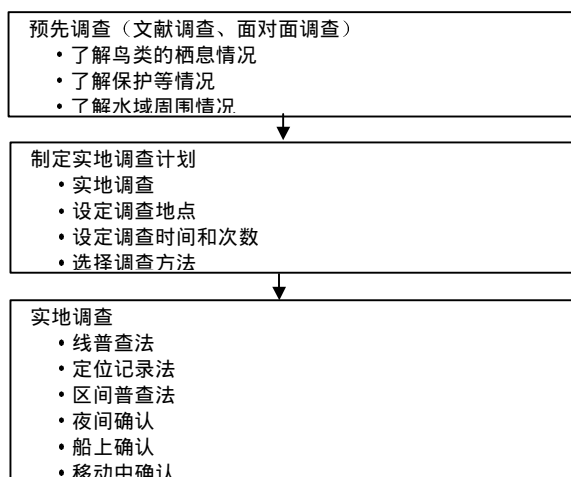 预先调查（文献调查、面对面调查）
•了解鸟类的栖息情况
•了解保护等情况
•了解水域周围情况
制定实地调查计划
•实地调查
•设定调查地点
•设定调查时间和次数
•选择调查方法
实地调查
•线普查法
•定位记录法
•区间普查法
•夜间确认
•船上确认
•移动中确认